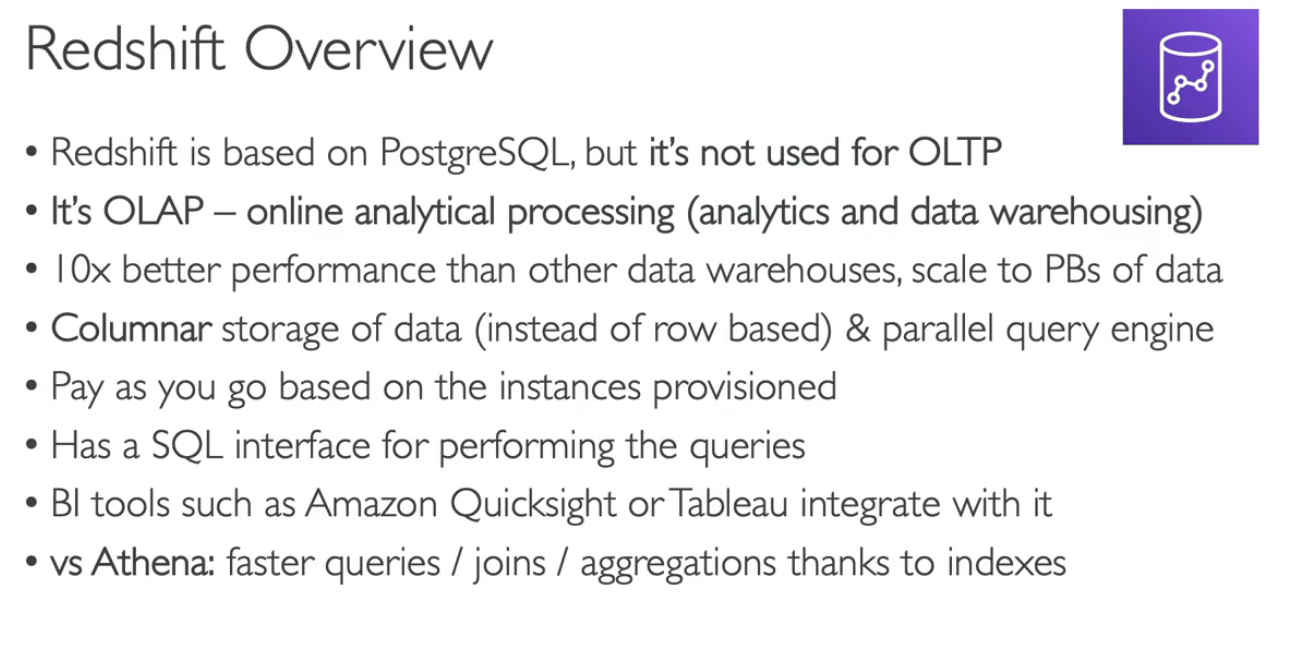 Redshift Overview
• Redshift is based on PostgreSQL, but it's not used for OLTP
• It's OLAP – online analytical processing (analytics and data warehousing)
• 10x better performance than other data warehouses, scale to PBs of data
• Columnar storage of data (instead of row based) & parallel query engine
• Pay as you go based on the instances provisioned
• Has a SQL interface for performing the queries
• BI tools such as Amazon Quicksight or Tableau integrate with it
• vs Athena: faster queries / joins / aggregations thanks to indexes